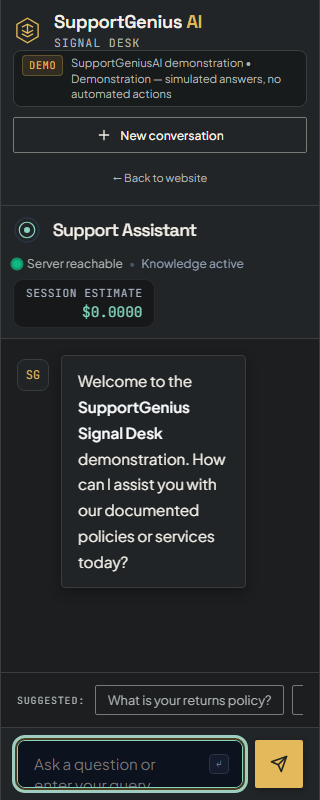 SupportGenius AI
SIGNAL DESK
DEMO
SupportGeniusAI demonstration •
Demonstration — simulated answers, no
automated actions
+ New conversation
← Back to website
Support Assistant
Server reachable • Knowledge active
SESSION ESTIMATE
$0.0000
SG
Welcome to the
SupportGenius
Signal Desk
demonstration. How
can I assist you with
our documented
policies or services
today?
SUGGESTED:
What is your returns policy?
Ask a question or
enter your query